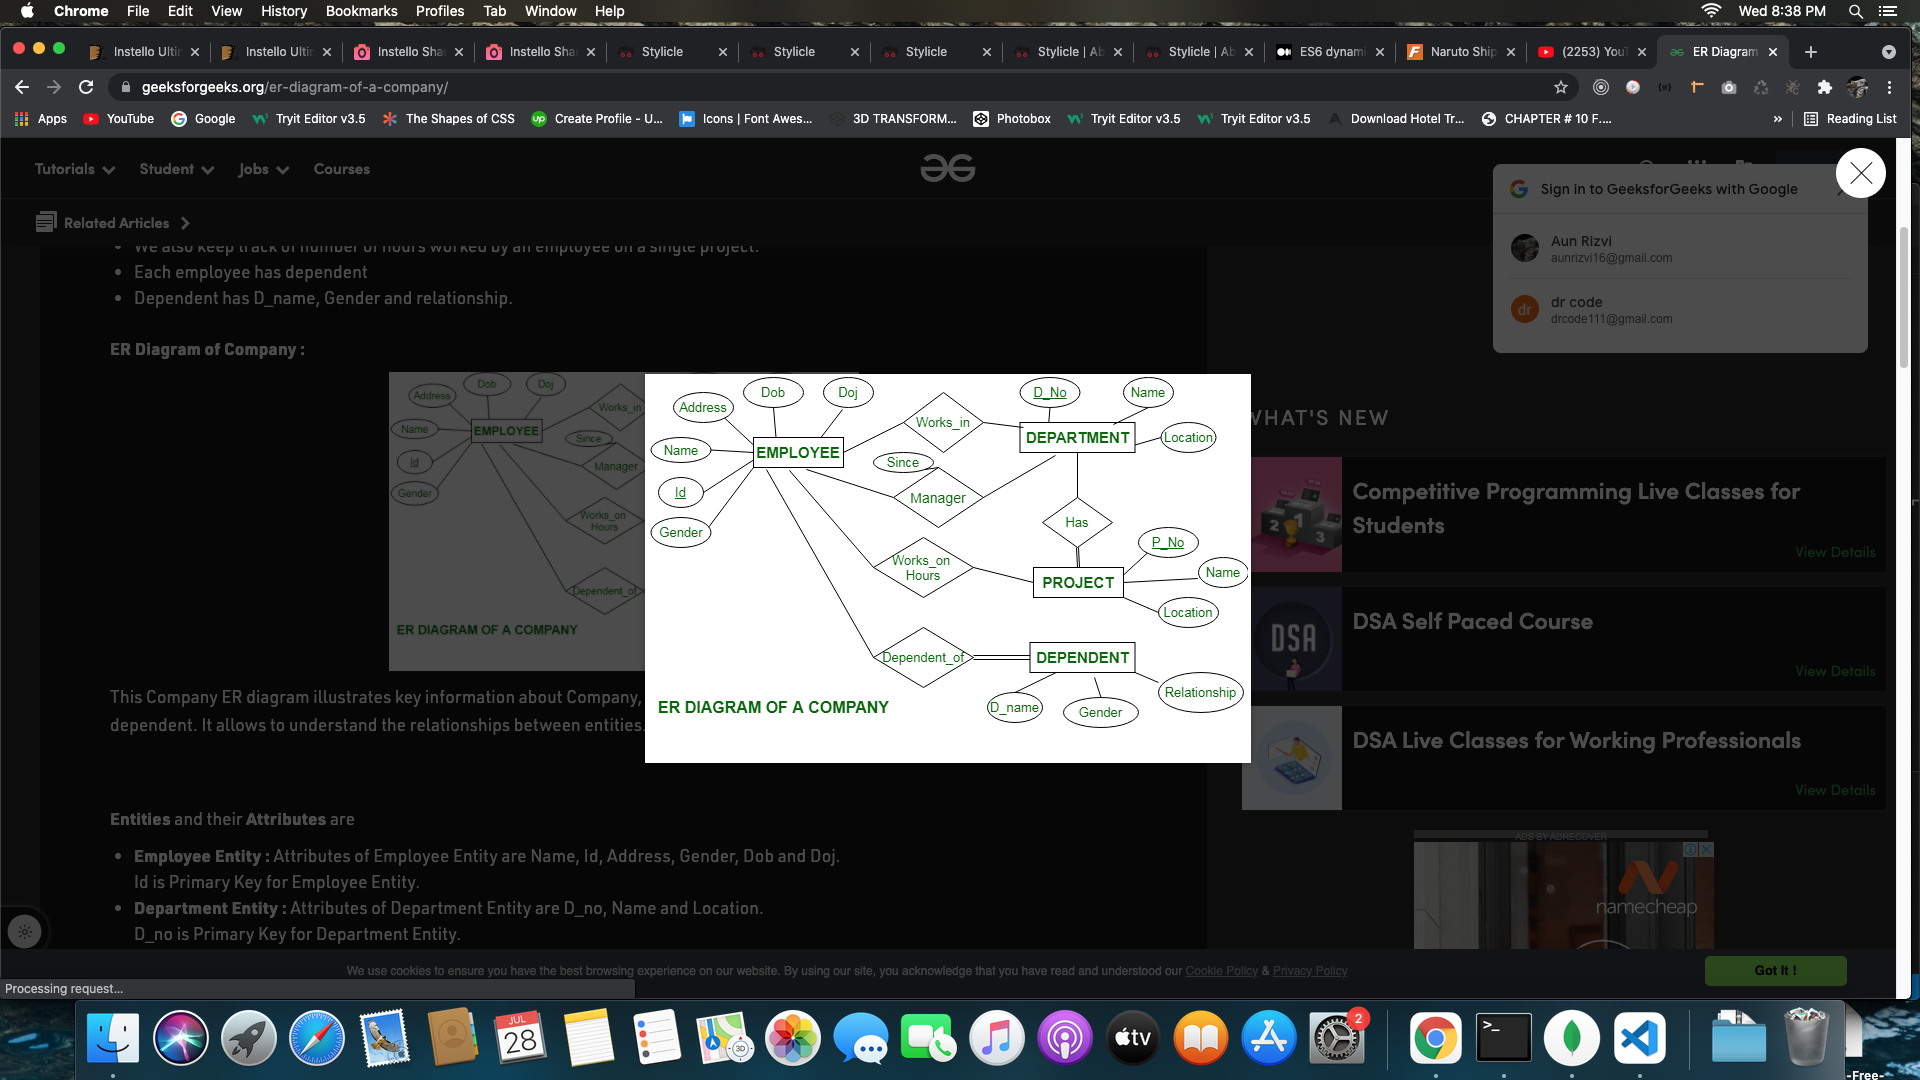 Chrome File Edit View History Bookmarks Profiles Tab Window Help Wed 8:38 PM
Instello Ulti Instello Ulti Instello Sha Instello Sha Stylicle Stylicle Stylicle Stylicle | Ab Stylicle | Ab ES6 dynami Naruto Ship (2253) YouT ER Diagram
geeksforgeeks.org/er-diagram-of-a-company/
Apps YouTube Google Tryit Editor v3.5 The Shapes of CSS Create Profile - U... Icons | Font Awes... 3D TRANSFORM... Photobox Tryit Editor v3.5 Tryit Editor v3.5 Download Hotel Tr... CHAPTER # 10 F.... » Reading List
Tutorials Student Jobs Courses
Sign in to GeeksforGeeks with Google
Aun Rizvi
aunrizvi16@gmail.com
dr dr code
drcode111@gmail.com
Related Articles
We also keep track of number of hours worked by an employee on a single project.
Each employee has dependent
Dependent has D_name, Gender and relationship.
ER Diagram of Company :
Address Dob Doj Works_in
Name EMPLOYEE Since
Id Manager
Gender
Works_on
Hours
Dependent_of
ER DIAGRAM OF A COMPANY
Dob Doj D_No Name
Address
Works_in DEPARTMENT Location
Name EMPLOYEE Since
Id Manager
Gender Has
P_No
Works_on
Hours
PROJECT Name
Location
Dependent_of DEPENDENT
Relationship
D_name Gender
ER DIAGRAM OF A COMPANY
This Company ER diagram illustrates key information about Company,
dependent. It allows to understand the relationships between entities.
Entities and their Attributes are
Employee Entity : Attributes of Employee Entity are Name, Id, Address, Gender, Dob and Doj.
Id is Primary Key for Employee Entity.
Department Entity : Attributes of Department Entity are D_no, Name and Location.
D_no is Primary Key for Department Entity.
WHAT'S NEW
2 1 3
Competitive Programming Live Classes for
Students
View Details
DSA
DSA Self Paced Course
View Details
DSA Live Classes for Working Professionals
View Details
ADS BY ADRECOVER
namecheap
We use cookies to ensure you have the best browsing experience on our website. By using our site, you acknowledge that you have read and understood our Cookie Policy & Privacy Policy
Got It !
Processing request...
JUL
28
3D
tv
2
>_
-Free-